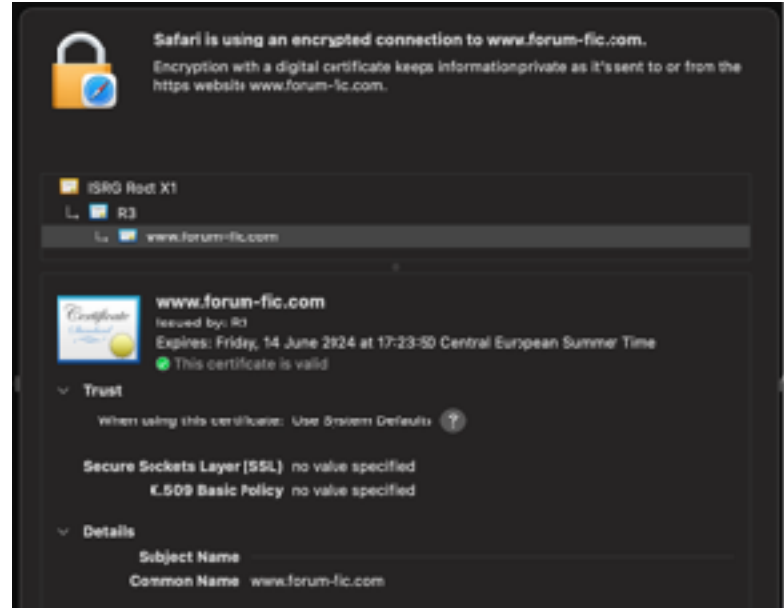 Safari is using an encrypted connection to www.forum-fic.com.
Encryption with a digital certificate keeps information private as it's sent to or from the
https website www.forum-fic.com.
ISRG Root X1
R3
www.forum-fic.com
Certificate
Standard
www.forum-fic.com
Issued by: R3
Expires: Friday, 14 June 2024 at 17:23:50 Central European Summer Time
This certificate is valid
Trust
When using this certificate: Use System Defaults ?
Secure Sockets Layer (SSL) no value specified
X.509 Basic Policy no value specified
Details
Subject Name
Common Name www.forum-fic.com